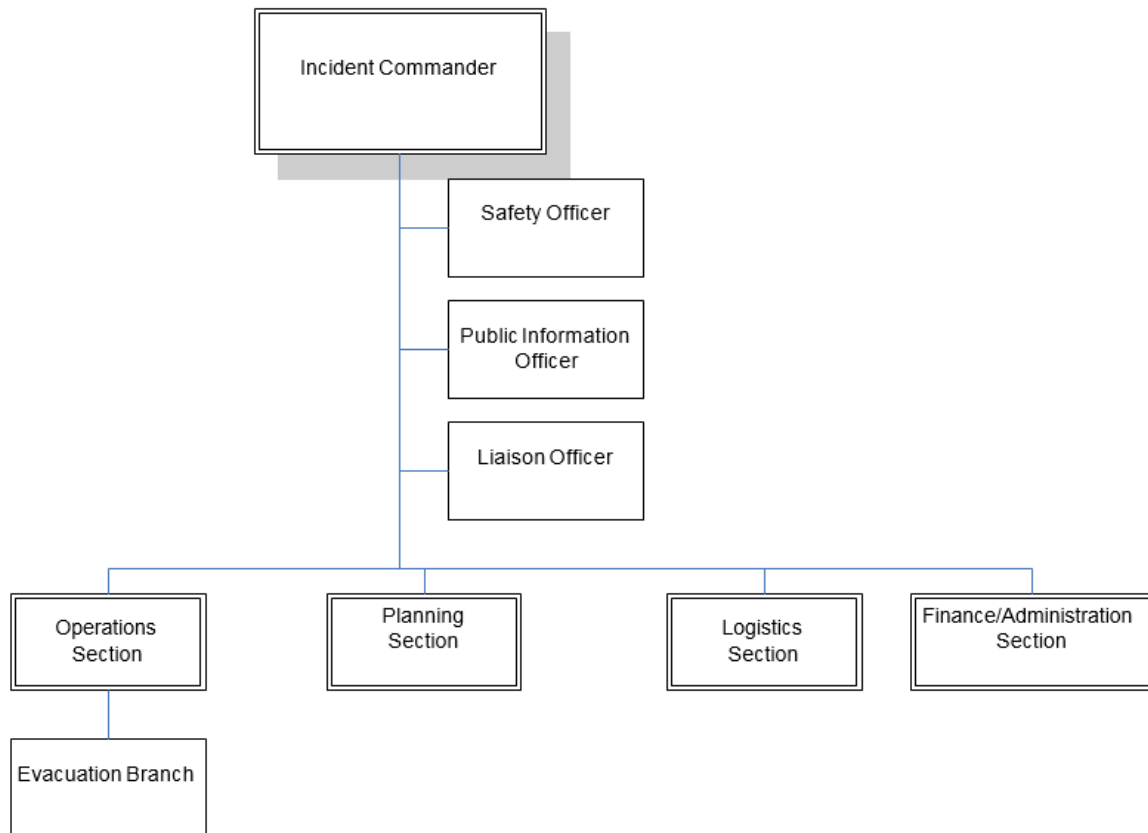 Incident Commander
Safety Officer
Public Information
Officer
Liaison Officer
Operations
Section
Planning
Section
Logistics
Section
Finance/Administration
Section
Evacuation Branch